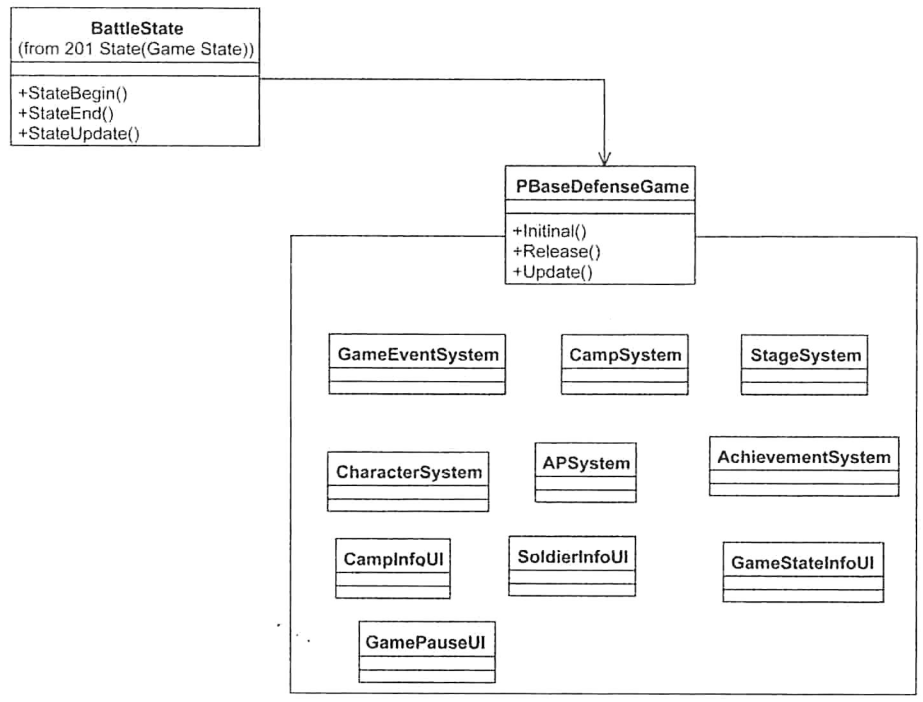 BattleState
(from 201 State(Game State))
+StateBegin()
+StateEnd()
+StateUpdate()
PBaseDefenseGame
+Initinal()
+Release()
+Update()
GameEventSystem
CampSystem
StageSystem
CharacterSystem
APSystem
AchievementSystem
CampInfoUI
SoldierInfoUI
GameStateInfoUI
GamePauseUI